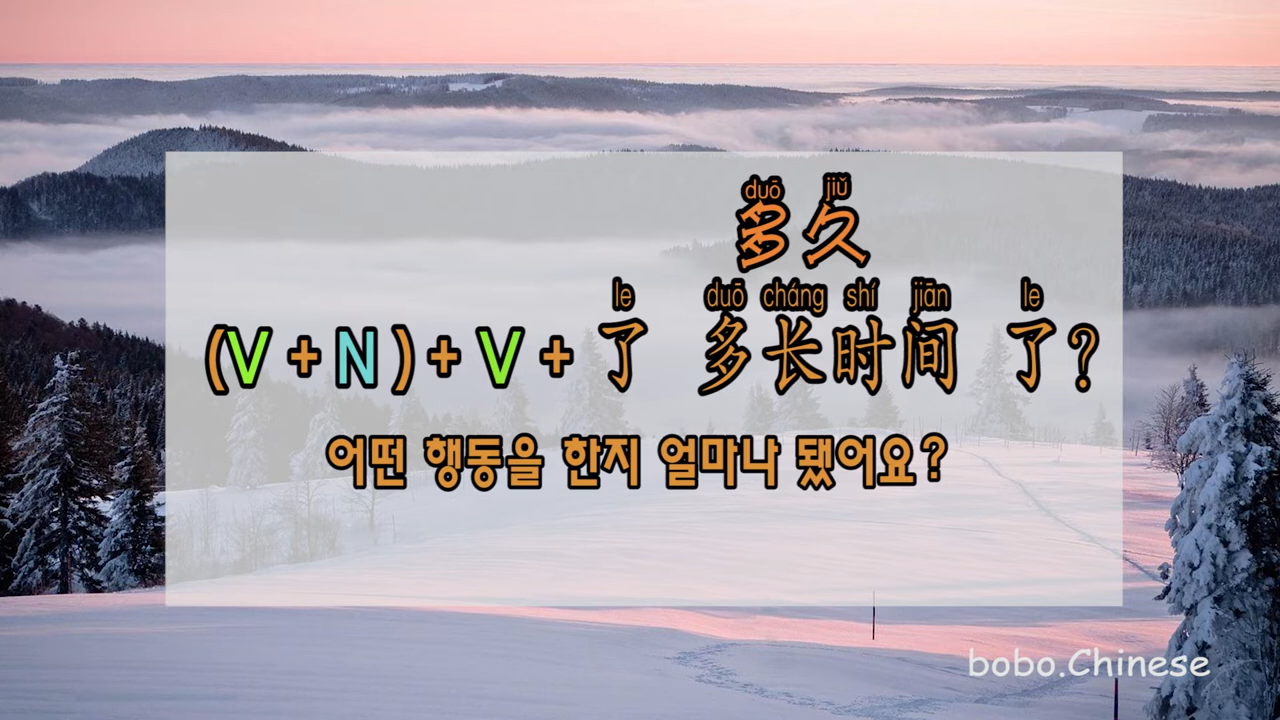 duō jiǔ
多久
le duō cháng shí jiān le
(V + N) + V + 了 多长时间 了?
어떤 행동을 한지 얼마나 됐어요?
bobo.Chinese